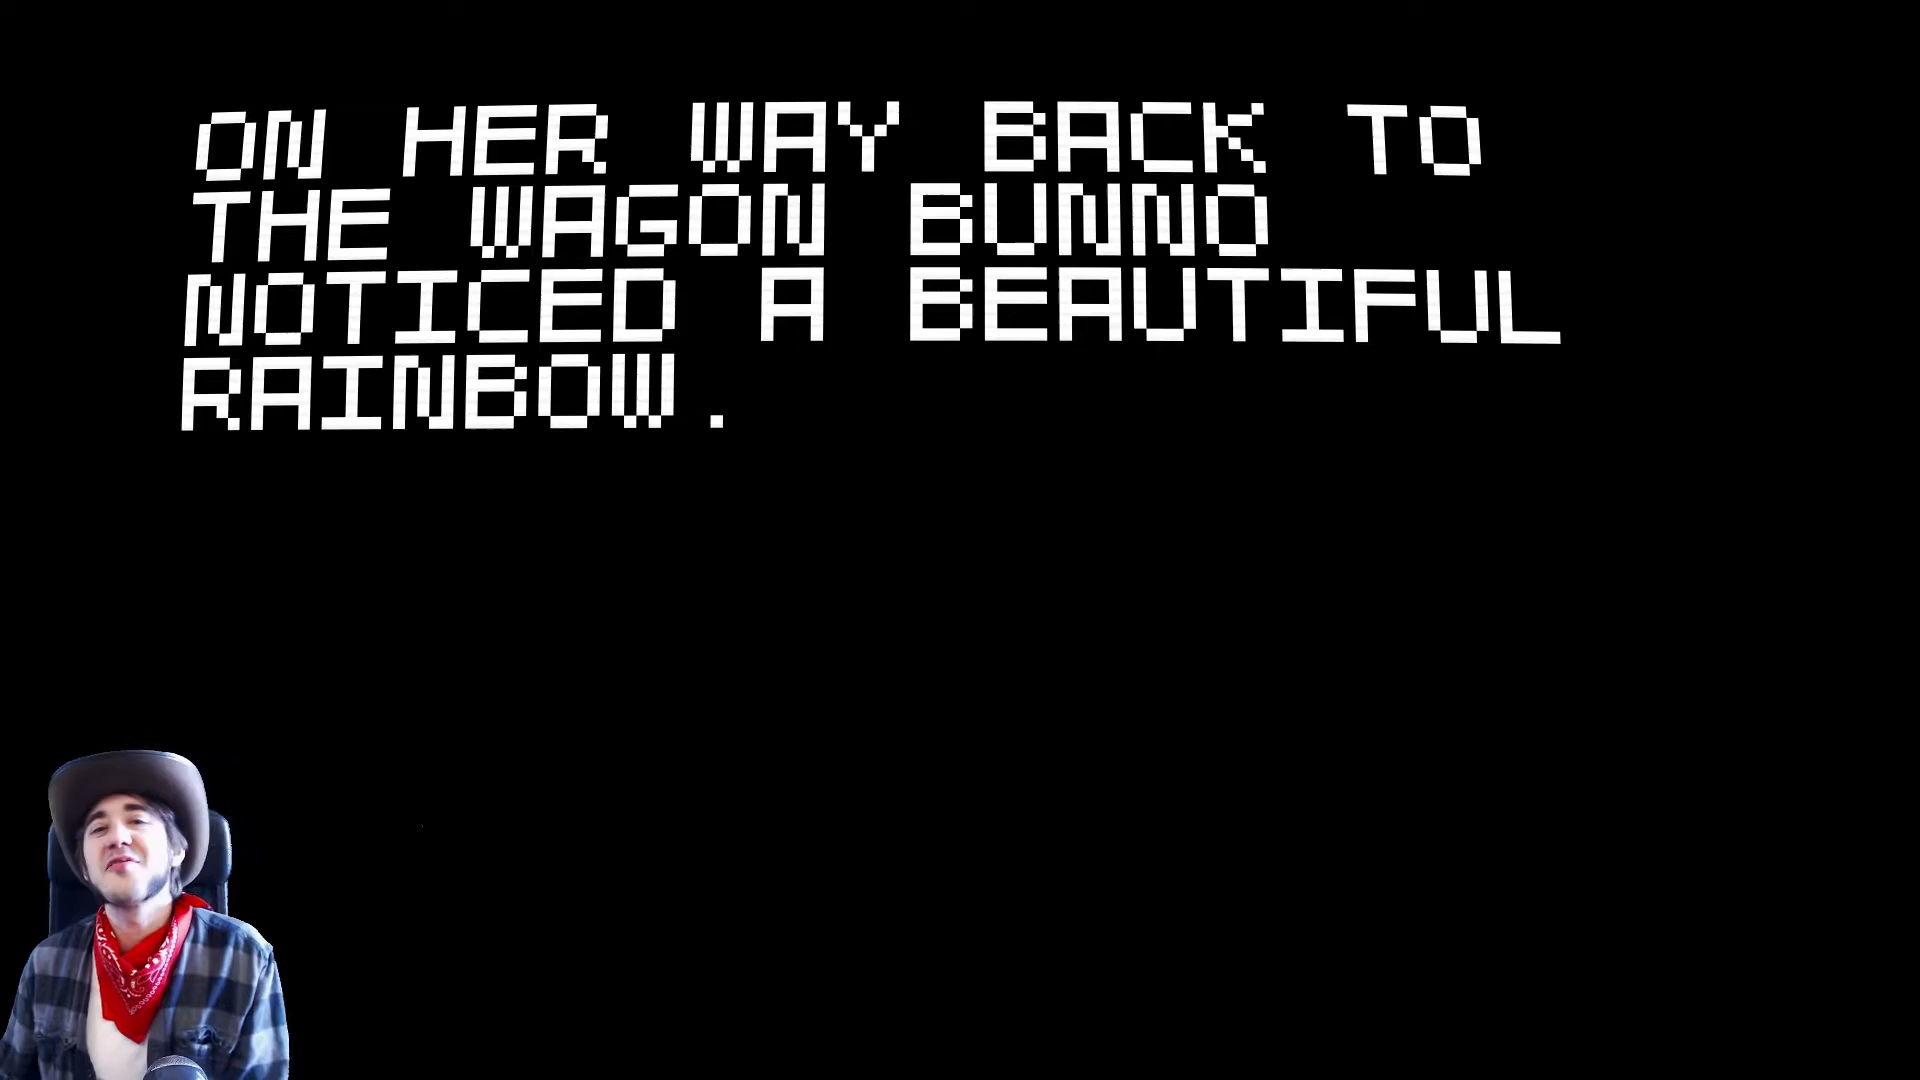 ON HER WAY BACK TO
THE WAGON BUNNO
NOTICED A BEAUTIFUL
RAINBOW.